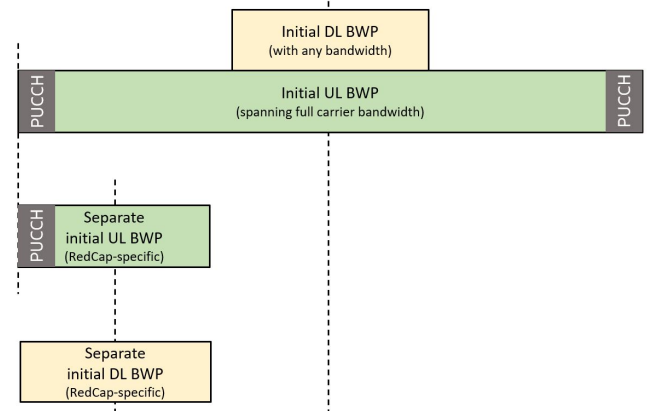 Initial DL BWP
(with any bandwidth)
PUCCH
Initial UL BWP
(spanning full carrier bandwidth)
PUCCH
PUCCH
Separate
initial UL BWP
(RedCap-specific)
Separate
initial DL BWP
(RedCap-specific)